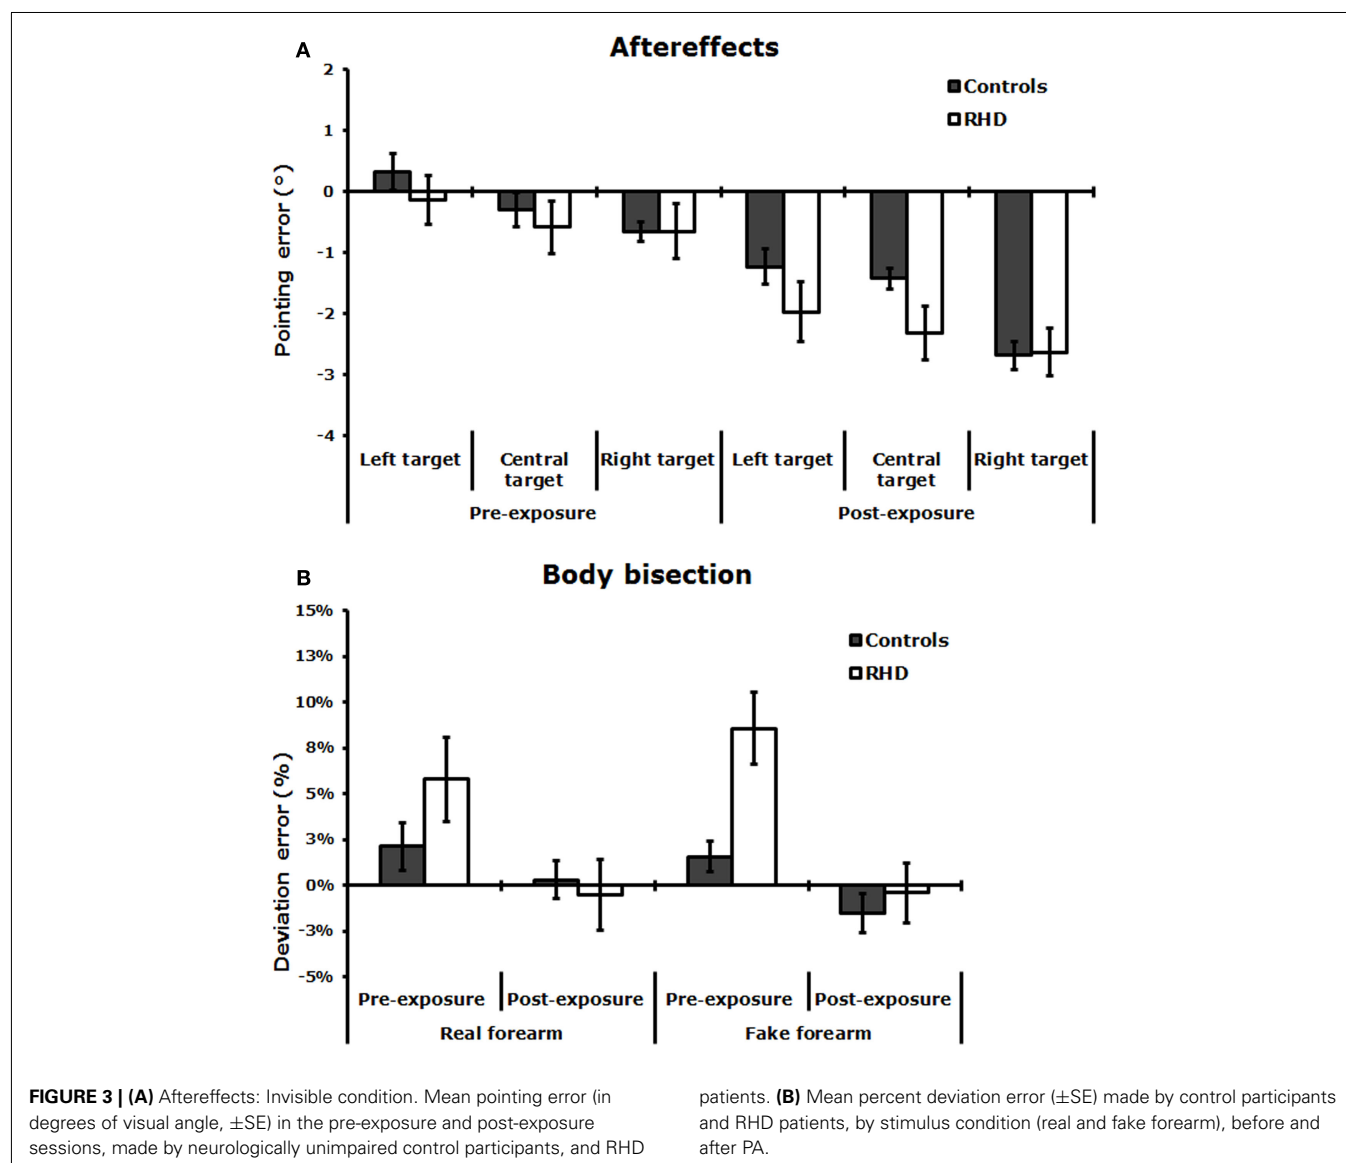 A
Aftereffects
Controls
RHD
Pointing error (°)
2
1
0
-1
-2
-3
-4
Left target
Central target
Right target
Left target
Central target
Right target
Pre-exposure
Post-exposure
B
Body bisection
Controls
RHD
Deviation error (%)
15%
13%
10%
8%
5%
3%
0%
-3%
-5%
Pre-exposure
Post-exposure
Pre-exposure
Post-exposure
Real forearm
Fake forearm
FIGURE 3 | (A) Aftereffects: Invisible condition. Mean pointing error (in
degrees of visual angle, ±SE) in the pre-exposure and post-exposure
sessions, made by neurologically unimpaired control participants, and RHD
patients. (B) Mean percent deviation error (±SE) made by control participants
and RHD patients, by stimulus condition (real and fake forearm), before and
after PA.